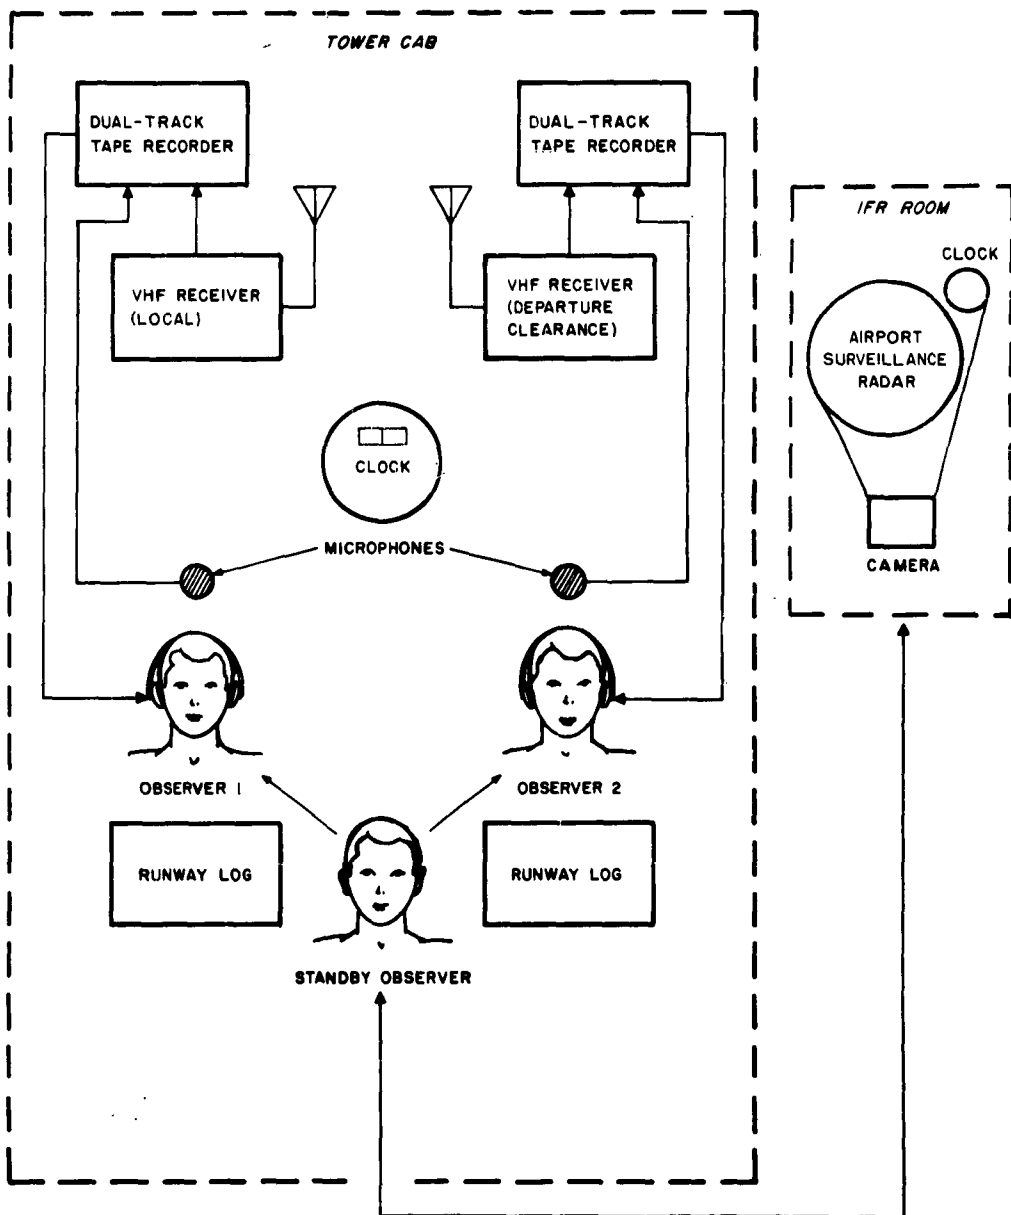 TOWER CAB
DUAL-TRACK
TAPE RECORDER
DUAL-TRACK
TAPE RECORDER
VHF RECEIVER
(LOCAL)
VHF RECEIVER
(DEPARTURE
CLEARANCE)
CLOCK
MICROPHONES
OBSERVER 1
OBSERVER 2
RUNWAY LOG
RUNWAY LOG
STANDBY OBSERVER
IFR ROOM
CLOCK
AIRPORT
SURVEILLANCE
RADAR
CAMERA